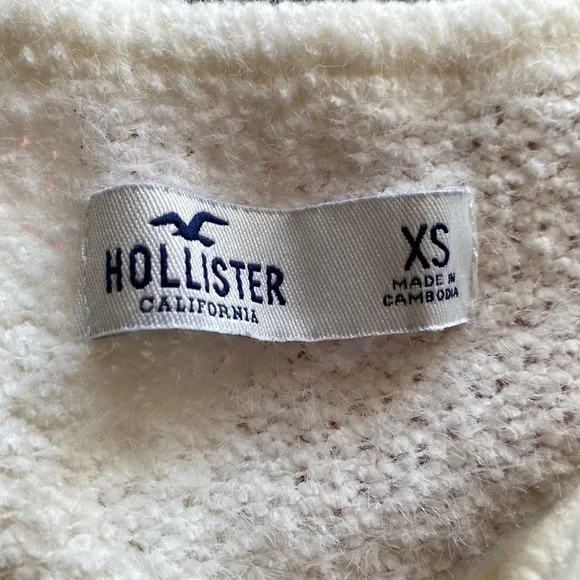 HOLLISTER
CALIFORNIA
XS
MADE IN
CAMBODIA